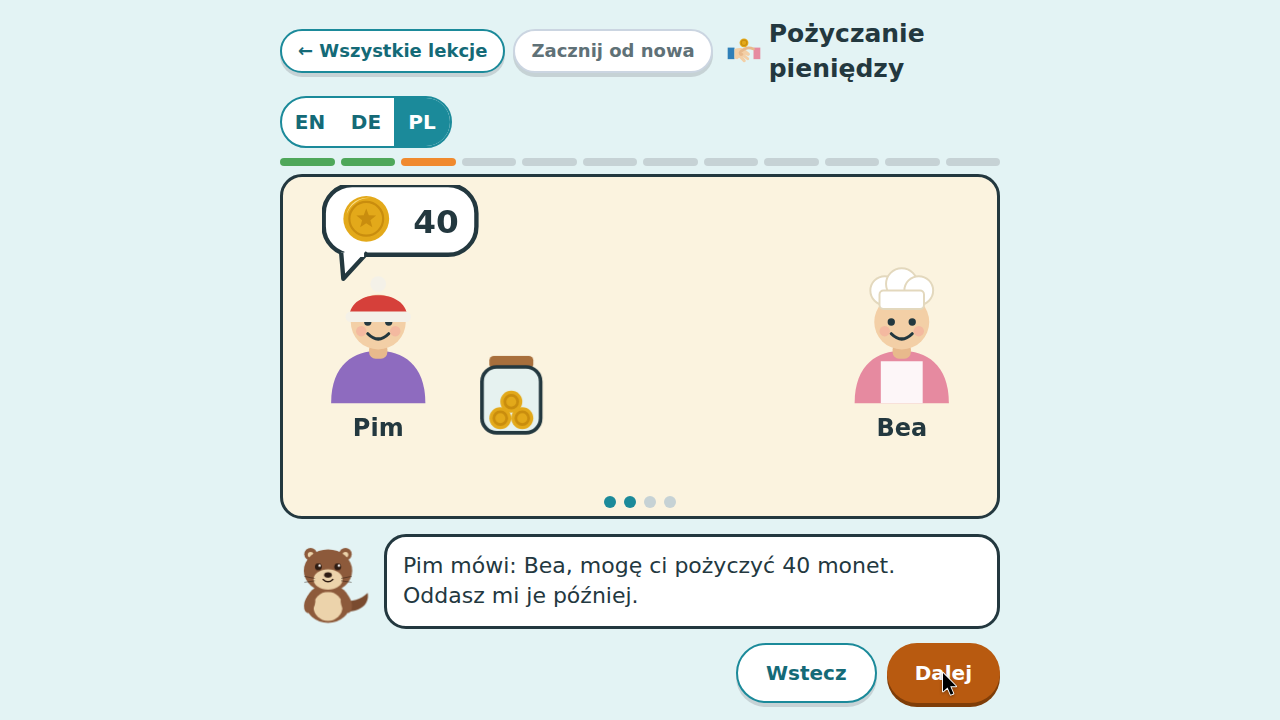 ← Wszystkie lekcje
Zacznij od nowa
Pożyczanie
pieniędzy
EN DE PL
40
Pim
Bea
Pim mówi: Bea, mogę ci pożyczyć 40 monet.
Oddasz mi je później.
Wstecz
Dalej